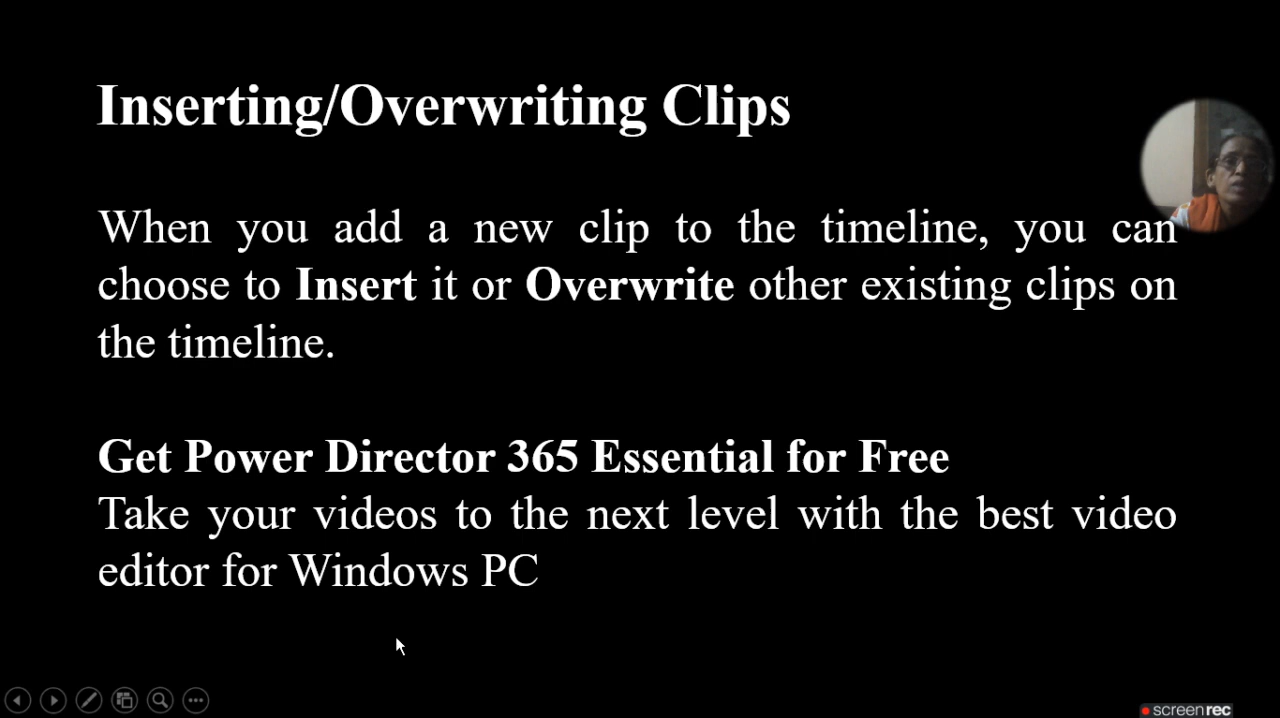 Inserting/Overwriting Clips
When you add a new clip to the timeline, you can
choose to Insert it or Overwrite other existing clips on
the timeline.
Get Power Director 365 Essential for Free
Take your videos to the next level with the best video
editor for Windows PC
screenrec